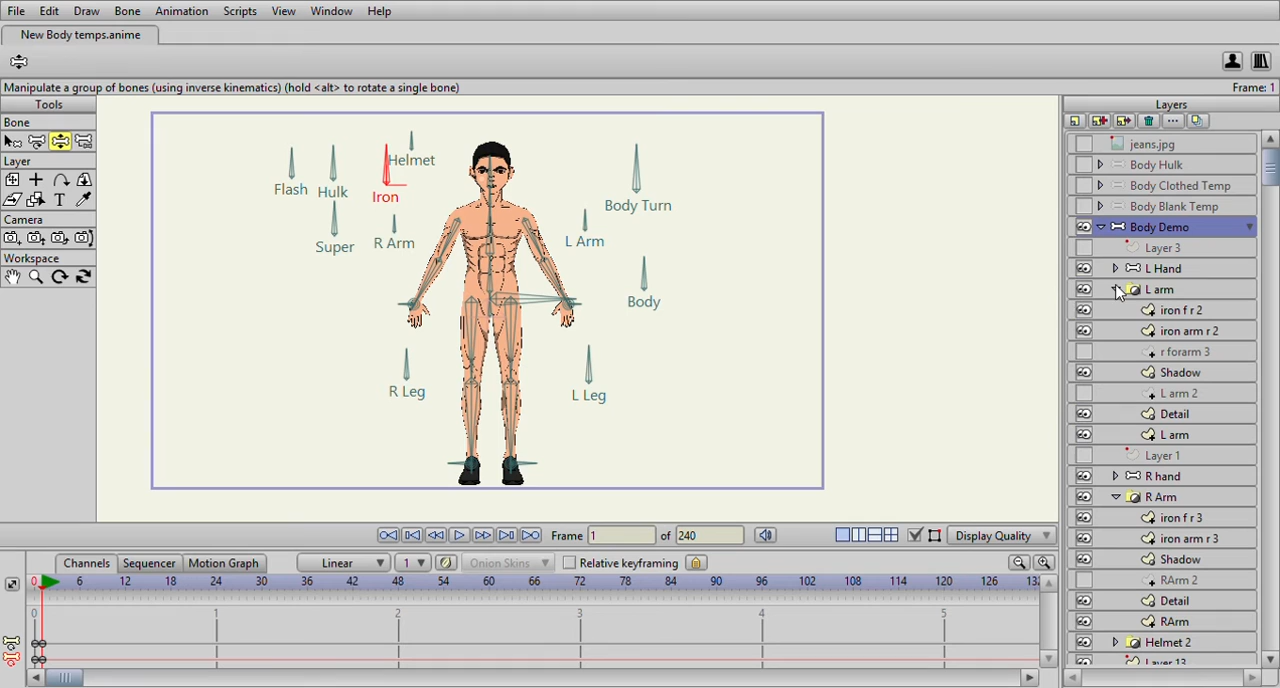 File Edit Draw Bone Animation Scripts View Window Help
New Body temps.anime
Manipulate a group of bones (using inverse kinematics) (hold <alt> to rotate a single bone) Frame: 1
Tools
Bone
Layer
T
Camera
Workspace
Helmet
Flash
Hulk
Iron
Super
R Arm
Body Turn
L Arm
Body
R Leg
L Leg
Layers
jeans.jpg
Body Hulk
Body Clothed Temp
Body Blank Temp
Body Demo
Layer 3
L Hand
L arm
iron f r 2
iron arm r 2
r forarm 3
Shadow
L arm 2
Detail
L arm
Layer 1
R hand
R Arm
iron f r 3
iron arm r 3
Shadow
RArm 2
Detail
RArm
Helmet 2
Layer 13
Frame 1 of 240 Display Quality
Channels Sequencer Motion Graph Linear 1 Onion Skins Relative keyframing
0 6 12 18 24 30 36 42 48 54 60 66 72 78 84 90 96 102 108 114 120 126 132
0 1 2 3 4 5